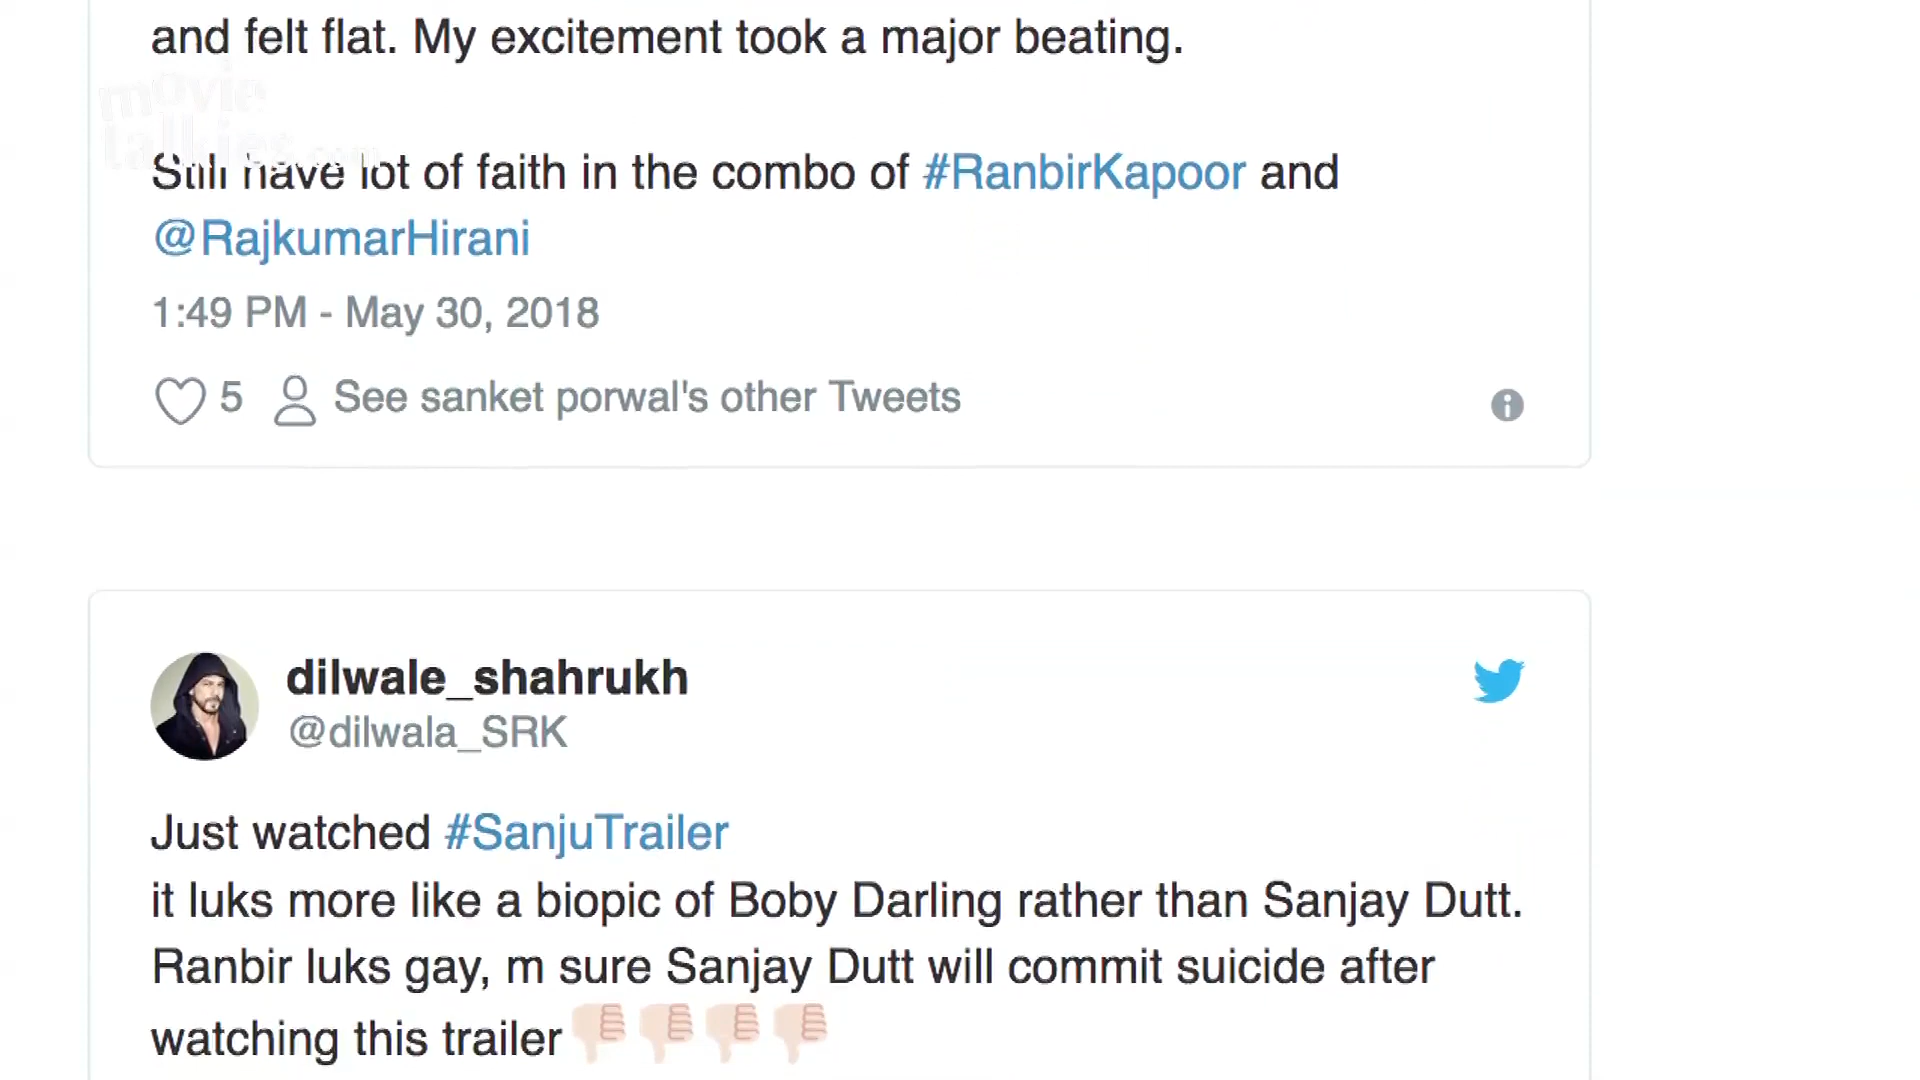 and felt flat. My excitement took a major beating.
movie
talkies.com
Still have lot of faith in the combo of #RanbirKapoor and
@RajkumarHirani
1:49 PM - May 30, 2018
5 See sanket porwal's other Tweets
dilwale_shahrukh
@dilwala_SRK
Just watched #SanjuTrailer
it luks more like a biopic of Boby Darling rather than Sanjay Dutt.
Ranbir luks gay, m sure Sanjay Dutt will commit suicide after
watching this trailer👎🏻👎🏻👎🏻👎🏻